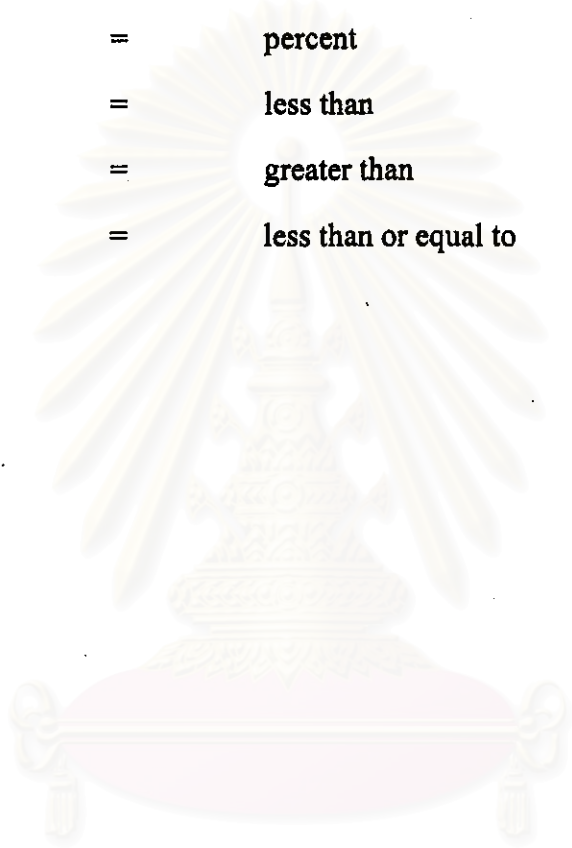 = percent
= less than
= greater than
= less than or equal to